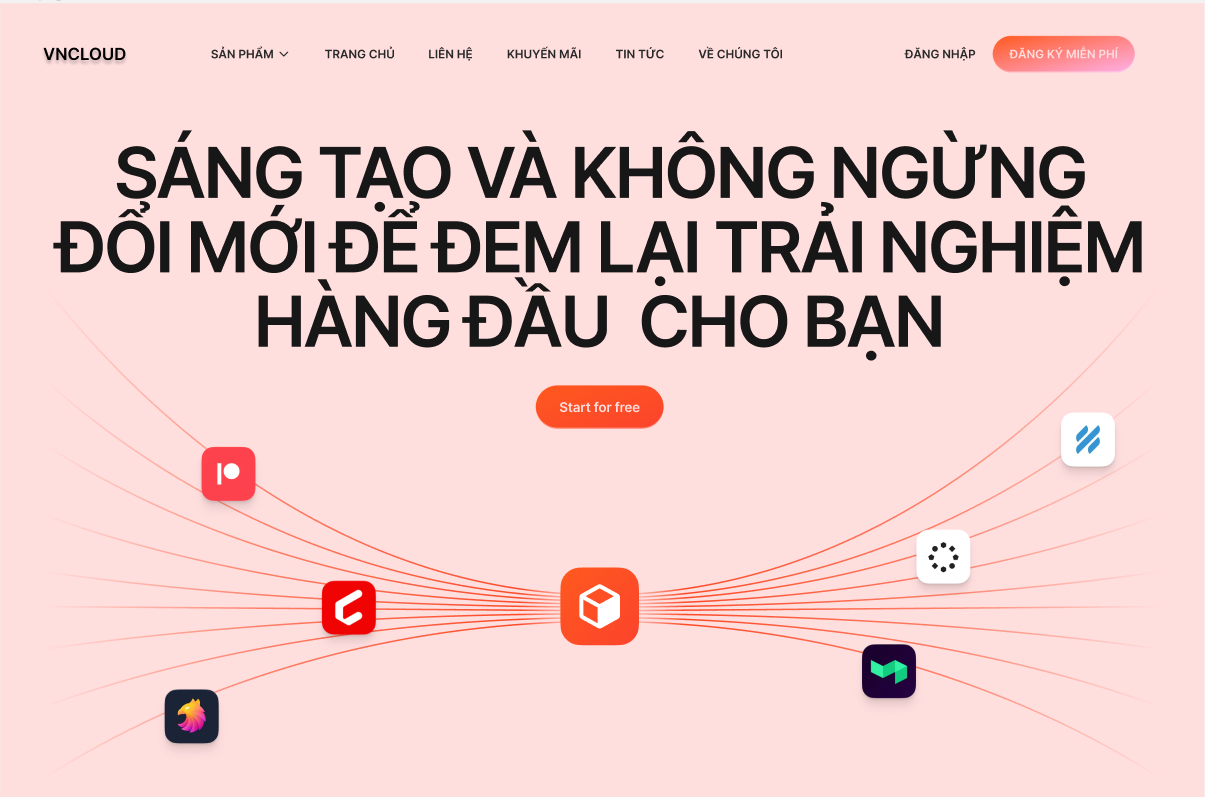 VNCLOUD
SẢN PHẨM
TRANG CHỦ
LIÊN HỆ
KHUYẾN MÃI
TIN TỨC
VỀ CHÚNG TÔI
ĐĂNG NHẬP
ĐĂNG KÝ MIỄN PHÍ
SÁNG TẠO VÀ KHÔNG NGỪNG
ĐỔI MỚI ĐỂ ĐEM LẠI TRẢI NGHIỆM
HÀNG ĐẦU CHO BẠN
Start for free